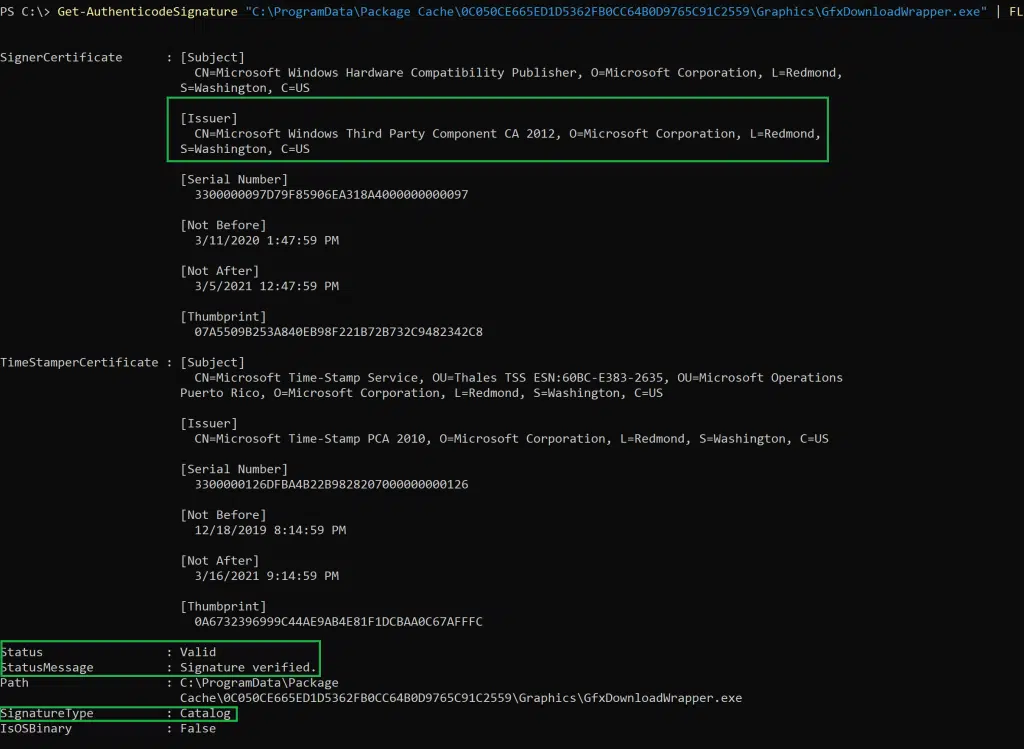 PS C:\> Get-AuthenticodeSignature "C:\ProgramData\Package Cache\0C050CE665ED1D5362FB0CC64B0D9765C91C2559\Graphics\GfxDownloadWrapper.exe" | FL
SignerCertificate : [Subject]
CN=Microsoft Windows Hardware Compatibility Publisher, O=Microsoft Corporation, L=Redmond,
S=Washington, C=US
[Issuer]
CN=Microsoft Windows Third Party Component CA 2012, O=Microsoft Corporation, L=Redmond,
S=Washington, C=US
[Serial Number]
3300000097D79F85906EA318A4000000000097
[Not Before]
3/11/2020 1:47:59 PM
[Not After]
3/5/2021 12:47:59 PM
[Thumbprint]
07A5509B253A840EB98F221B72B732C9482342C8
TimeStamperCertificate : [Subject]
CN=Microsoft Time-Stamp Service, OU=Thales TSS ESN:60BC-E383-2635, OU=Microsoft Operations
Puerto Rico, O=Microsoft Corporation, L=Redmond, S=Washington, C=US
[Issuer]
CN=Microsoft Time-Stamp PCA 2010, O=Microsoft Corporation, L=Redmond, S=Washington, C=US
[Serial Number]
3300000126DFBA4B22B9828207000000000126
[Not Before]
12/18/2019 8:14:59 PM
[Not After]
3/16/2021 9:14:59 PM
[Thumbprint]
0A6732396999C44AE9AB4E81F1DCBAA0C67AFFFC
Status : Valid
StatusMessage : Signature verified.
Path : C:\ProgramData\Package
Cache\0C050CE665ED1D5362FB0CC64B0D9765C91C2559\Graphics\GfxDownloadWrapper.exe
SignatureType : Catalog
IsOSBinary : False